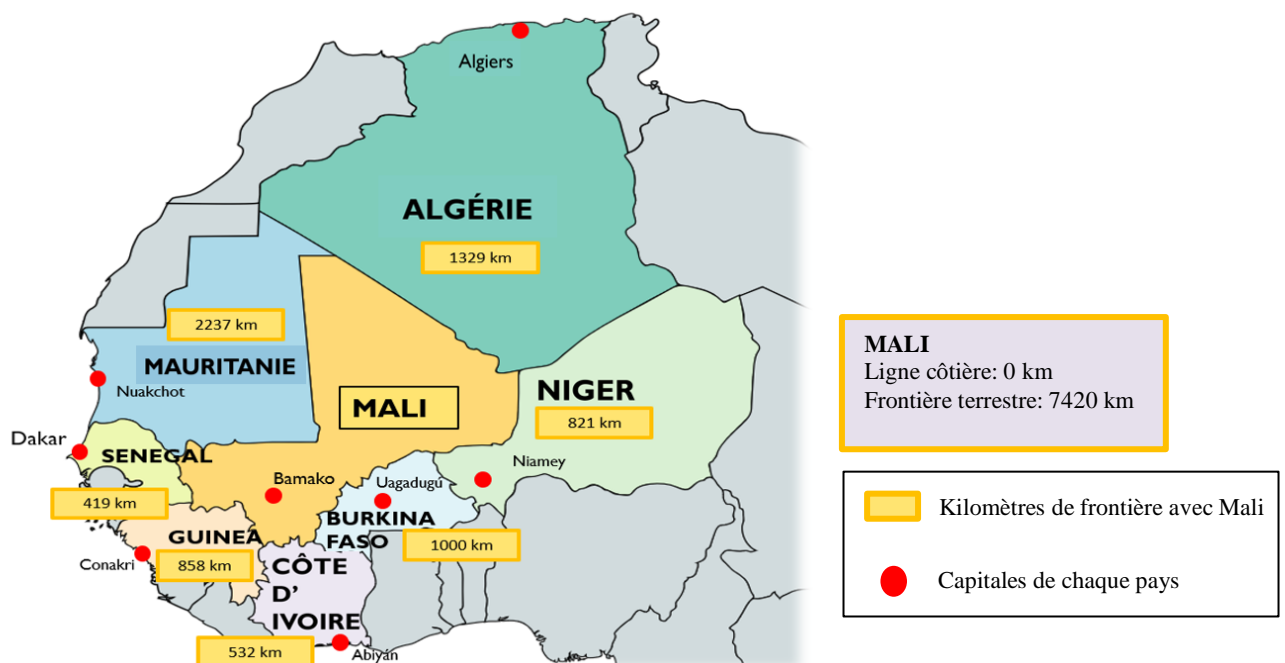 Algiers
ALGÉRIE
1329 km
2237 km
MAURITANIE
Nuakchot
MALI
NIGER
821 km
Dakar
SENEGAL
419 km
Bamako
Uagadugú
Niamey
BURKINA
FASO
1000 km
GUINEA
Conakri
858 km
CÔTE
D'
IVOIRE
532 km
Abiyán
MALI
Ligne côtière: 0 km
Frontière terrestre: 7420 km
Kilomètres de frontière avec Mali
Capitales de chaque pays